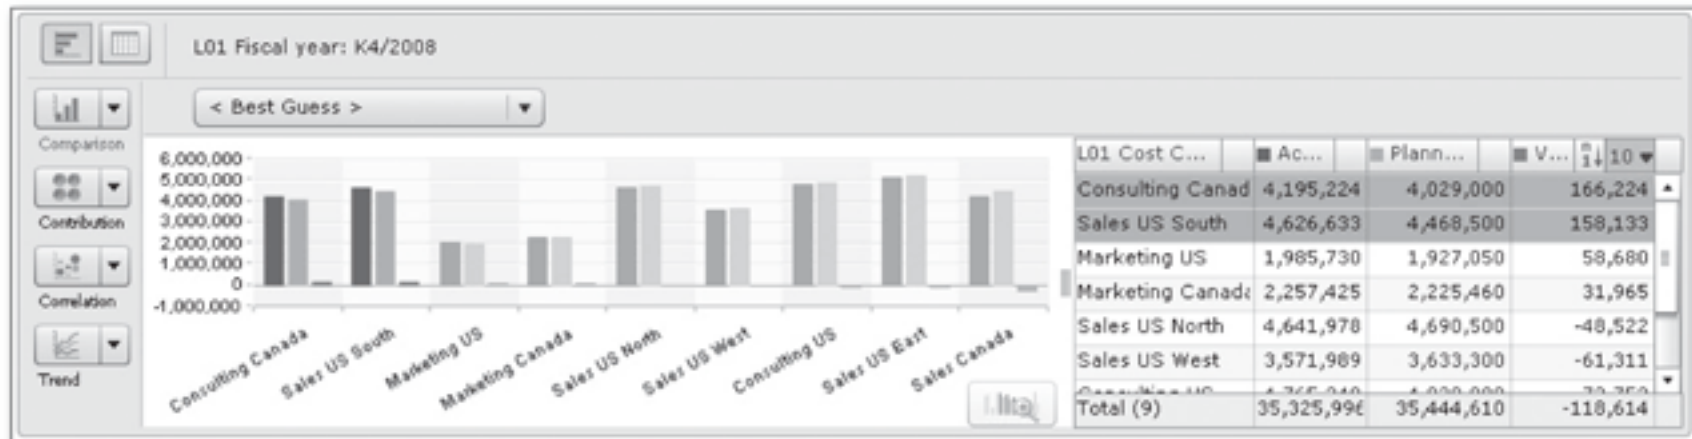 L01 Fiscal year: K4/2008
< Best Guess >
Comparison
Contribution
Correlation
Trend
6,000,000
5,000,000
4,000,000
3,000,000
2,000,000
1,000,000
0
-1,000,000
Consulting Canada
Sales US South
Marketing US
Marketing Canada
Sales US North
Sales US West
Consulting US
Sales US East
Sales Canada
L01 Cost C... Ac... Plann... V... 10
Consulting Canad 4,195,224 4,029,000 166,224
Sales US South 4,626,633 4,468,500 158,133
Marketing US 1,985,730 1,927,050 58,680
Marketing Canada 2,257,425 2,225,460 31,965
Sales US North 4,641,978 4,690,500 -48,522
Sales US West 3,571,989 3,633,300 -61,311
Consulting US
Total (9) 35,325,996 35,444,610 -118,614